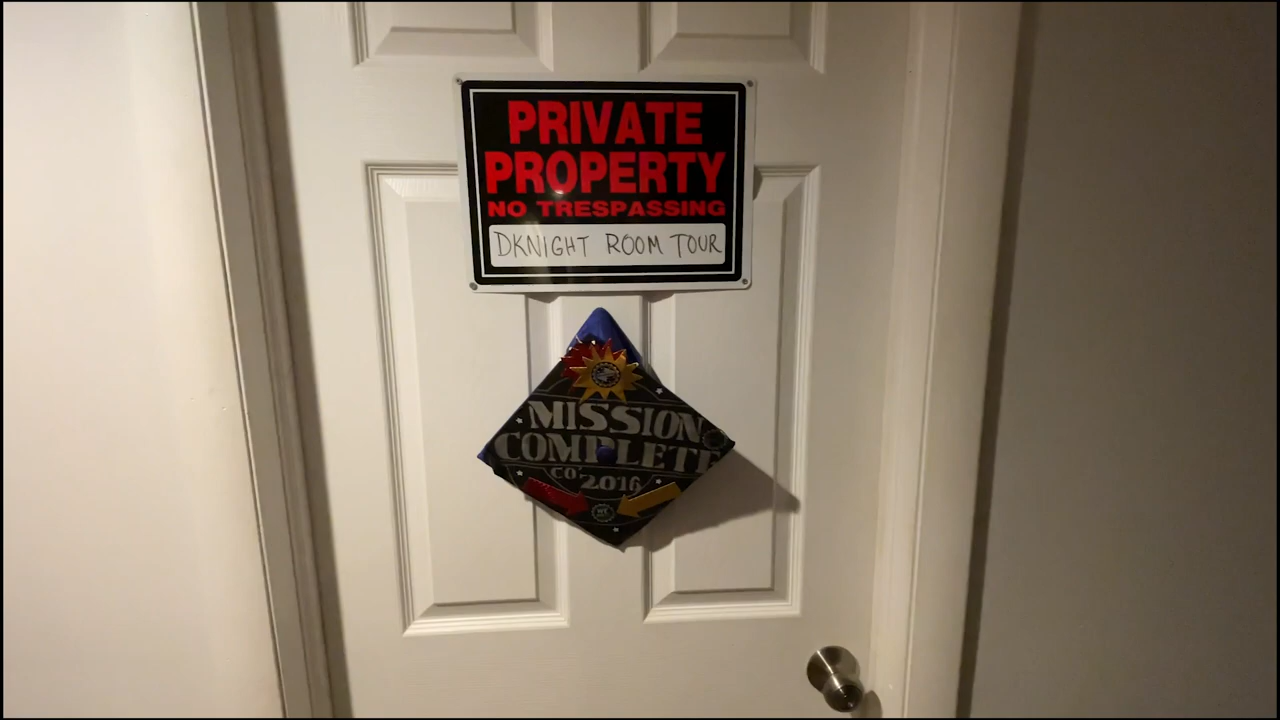 PRIVATE
PROPERTY
NO TRESPASSING
DKNIGHT ROOM TOUR
MISSION
COMPLETE
CO 2016